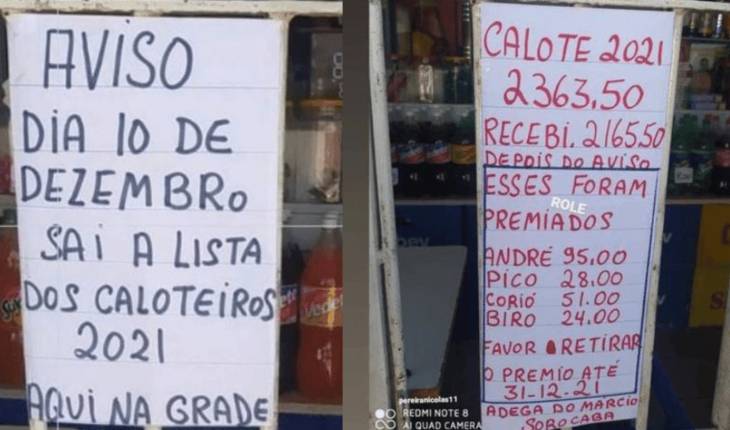 AVISO
DIA 10 DE
DEZEMBRO
SAI A LISTA
DOS CALOTEIROS
2021
AQUI NA GRADE
CALOTE 2021
2363,50
RECEBI. 2165.50
DEPOIS DO AVISO
ESSES FORAM
ROLE
PREMIADOS
ANDRÉ 95.00
PICO 28.00
CORIÓ 51.00
BIRO 24.00
FAVOR RETIRAR
O PREMIO ATÉ
31-12-21
ADEGA DO MARCIO
SOROCABA
pereiranicolas11
REDMI NOTE 8
AI QUAD CAMERA